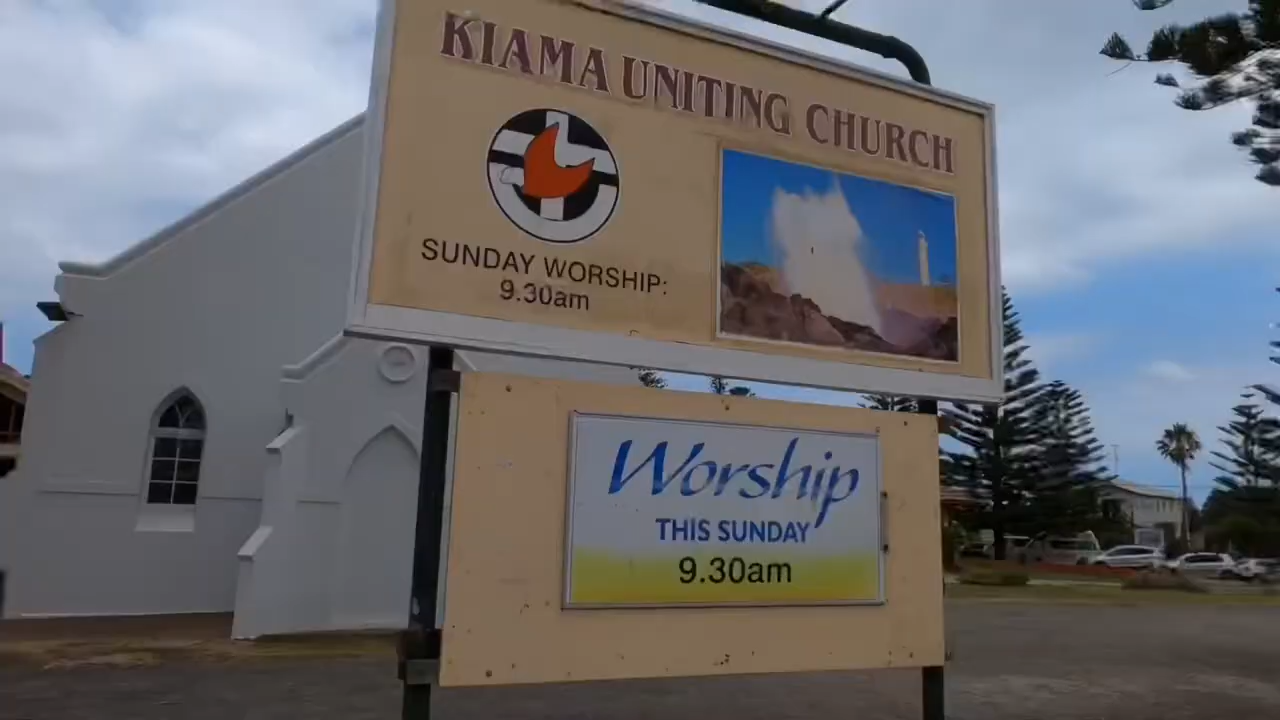 KIAMA UNITING CHURCH
SUNDAY WORSHIP:
9.30am
Worship
THIS SUNDAY
9.30am